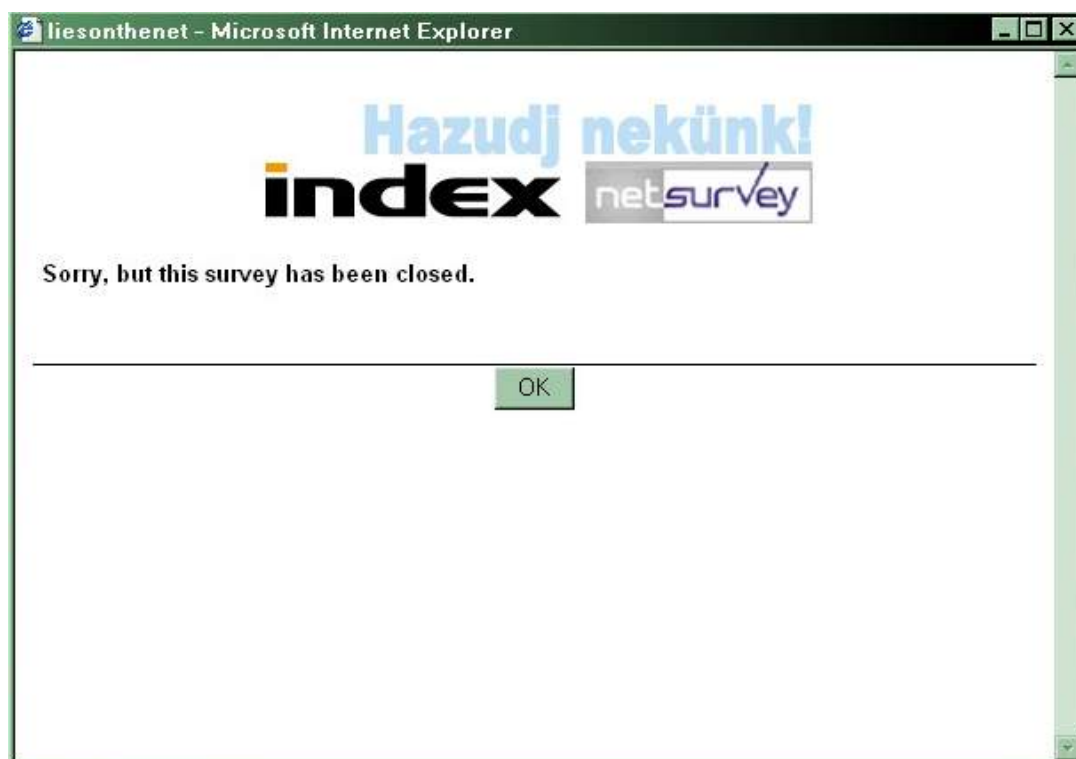 liesonthenet - Microsoft Internet Explorer
Hazudj nekünk!
index netsurvey
Sorry, but this survey has been closed.
OK